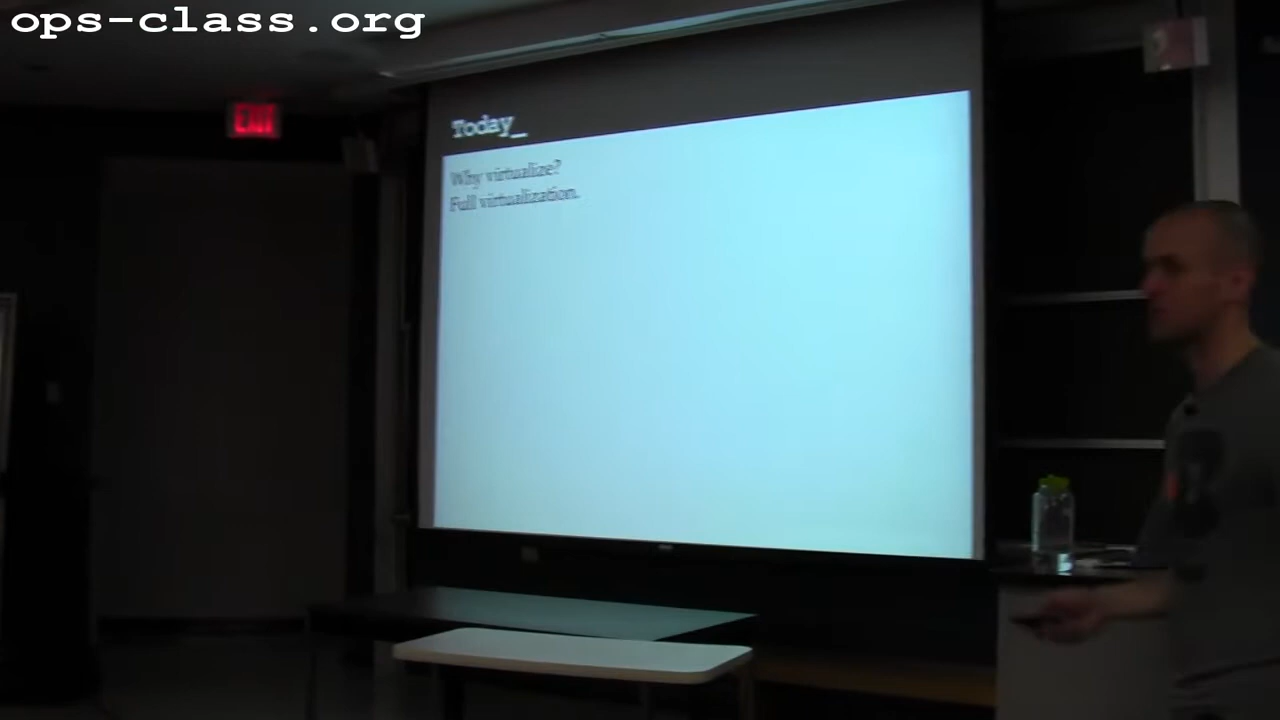 ops-class.org
EXIT
Today_
Why virtualize?
Full virtualization.